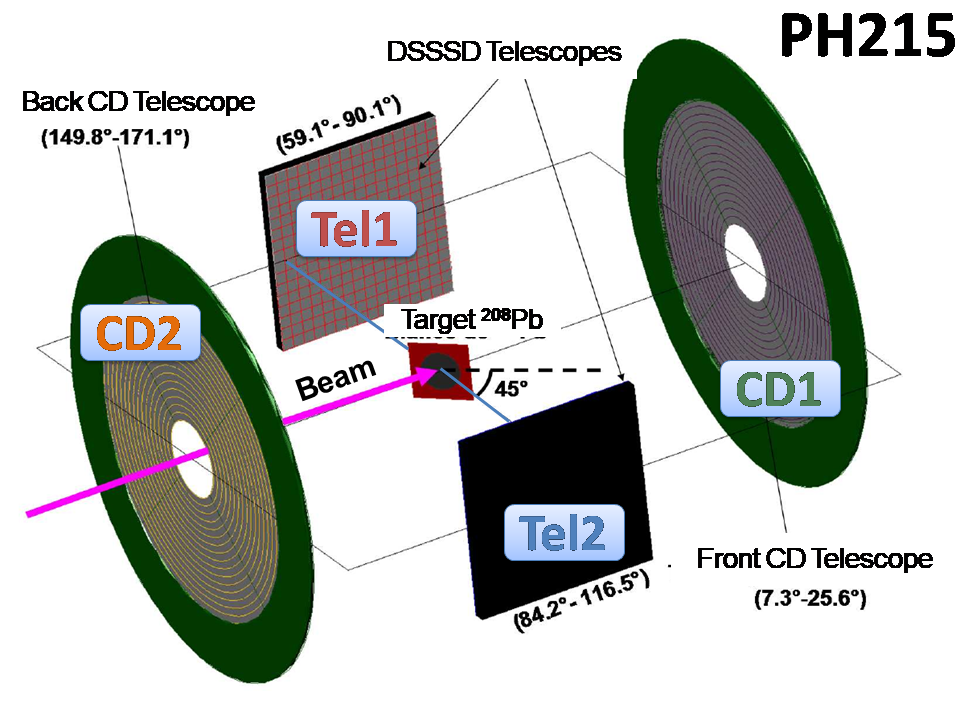 PH215
DSSSD Telescopes
Back CD Telescope
(149.8°-171.1°)
(59.1°- 90.1°)
Tel1
CD2
Target ²⁰⁸Pb
Beam
45°
CD1
Tel2
Front CD Telescope
(7.3°-25.6°)
(84.2°- 116.5°)